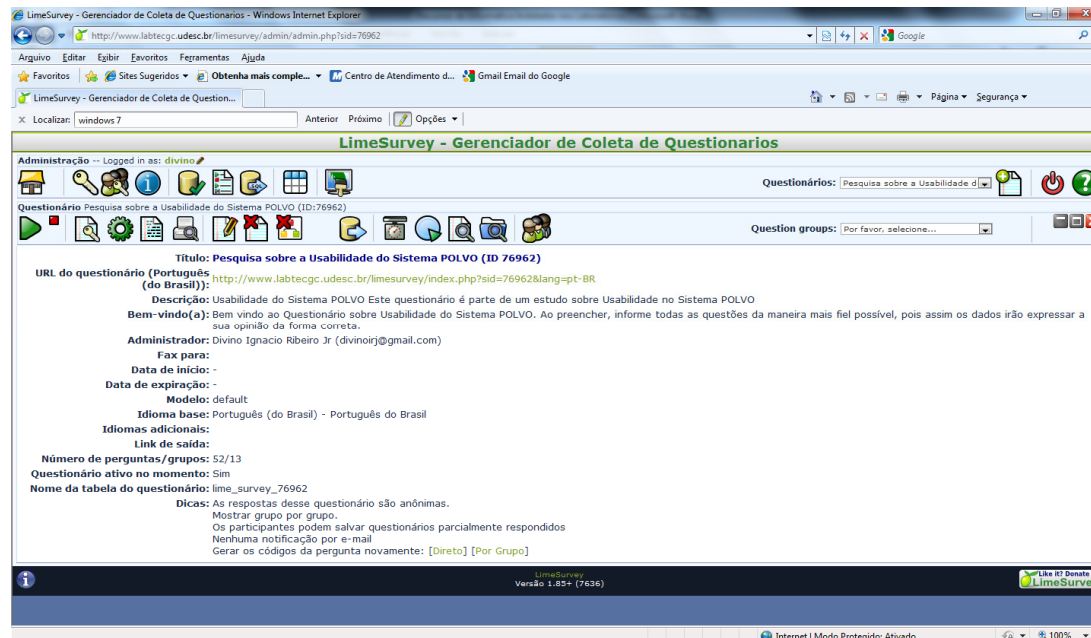 LimeSurvey - Gerenciador de Coleta de Questionarios - Windows Internet Explorer
http://www.labtecgc.udesc.br/limesurvey/admin/admin.php?sid=76962
Google
Arquivo Editar Exibir Favoritos Ferramentas Ajuda
Favoritos Sites Sugeridos Obtenha mais comple... Centro de Atendimento d... Gmail Email do Google
LimeSurvey - Gerenciador de Coleta de Question... Página Segurança
X Localizar: windows 7 Anterior Próximo Opções
LimeSurvey - Gerenciador de Coleta de Questionarios
Administração -- Logged in as: divino
Questionários: Pesquisa sobre a Usabilidade d
Questionário Pesquisa sobre a Usabilidade do Sistema POLVO (ID:76962)
Question groups: Por favor, selecione...
Título: Pesquisa sobre a Usabilidade do Sistema POLVO (ID 76962)
URL do questionário (Português (do Brasil)): http://www.labtecgc.udesc.br/limesurvey/index.php?sid=76962&lang=pt-BR
Descrição: Usabilidade do Sistema POLVO Este questionário é parte de um estudo sobre Usabilidade no Sistema POLVO
Bem-vindo(a): Bem vindo ao Questionário sobre Usabilidade do Sistema POLVO. Ao preencher, informe todas as questões da maneira mais fiel possível, pois assim os dados irão expressar a
sua opinião da forma correta.
Administrador: Divino Ignacio Ribeiro Jr (divinoirj@gmail.com)
Fax para:
Data de início: -
Data de expiração: -
Modelo: default
Idioma base: Português (do Brasil) - Português do Brasil
Idiomas adicionais:
Link de saída:
Número de perguntas/grupos: 52/13
Questionário ativo no momento: Sim
Nome da tabela do questionário: lime_survey_76962
Dicas: As respostas desse questionário são anônimas.
Mostrar grupo por grupo.
Os participantes podem salvar questionários parcialmente respondidos
Nenhuma notificação por e-mail
Gerar os códigos da pergunta novamente: [Direto] [Por Grupo]
LimeSurvey
Versão 1.85+ (7636)
Like it? Donate
LimeSurve
Internet | Modo Protegido: Ativado 100%